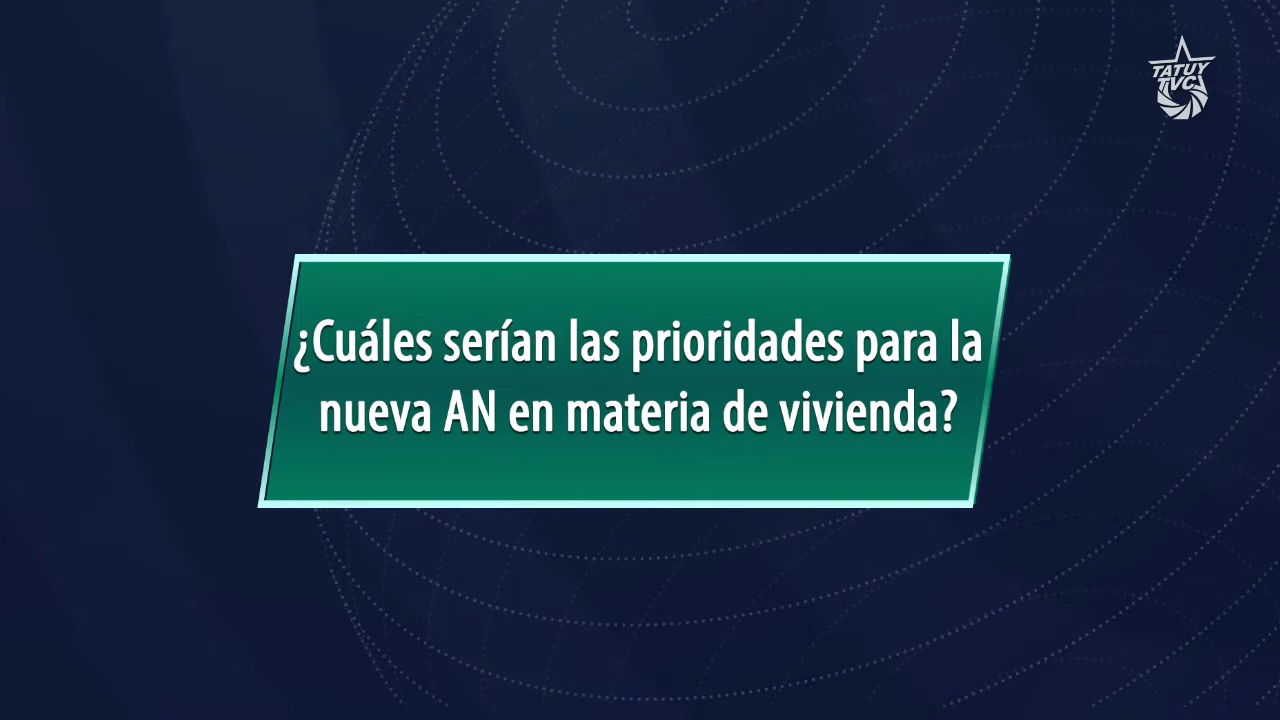 TATUY
TVC
¿Cuáles serían las prioridades para la
nueva AN en materia de vivienda?